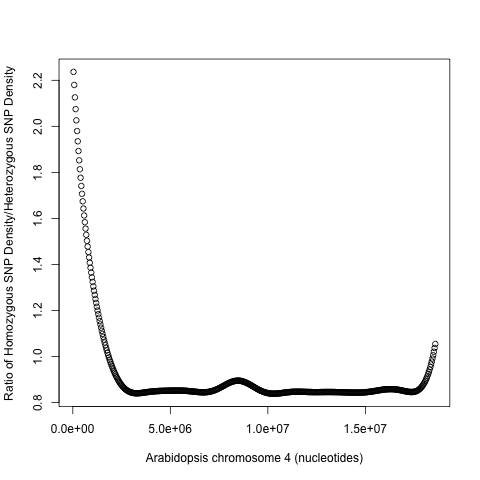 Ratio of Homozygous SNP Density/Heterozygous SNP Density
2.2
2.0
1.8
1.6
1.4
1.2
1.0
0.8
0.0e+00 5.0e+06 1.0e+07 1.5e+07
Arabidopsis chromosome 4 (nucleotides)